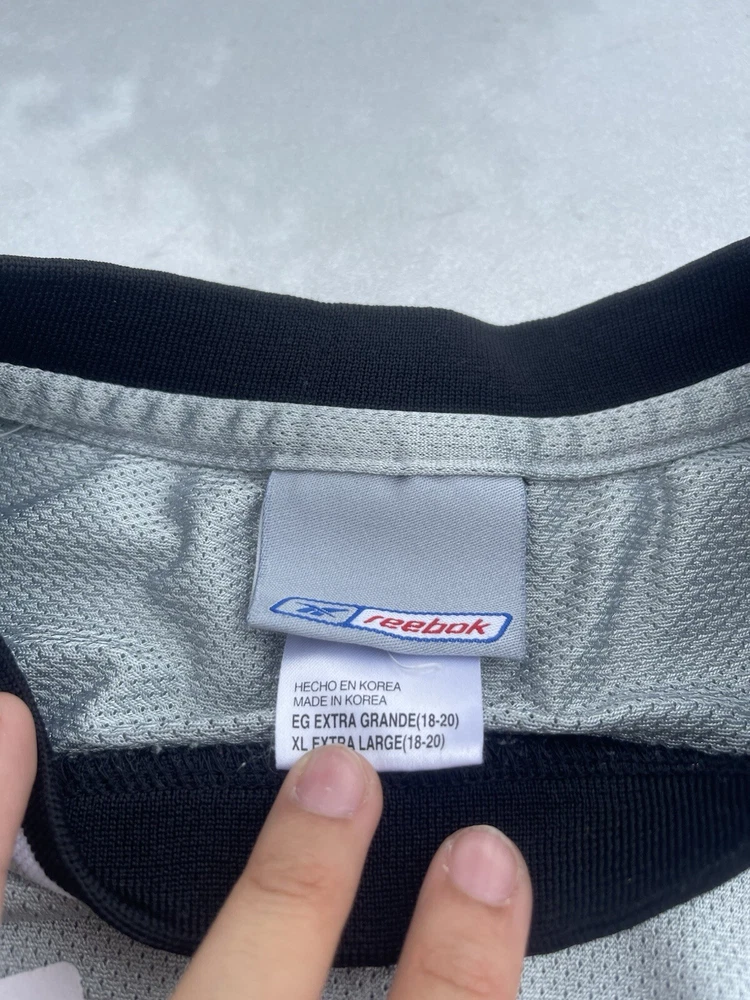 reebok
HECHO EN KOREA
MADE IN KOREA
EG EXTRA GRANDE(18-20)
XL EXTRA LARGE(18-20)